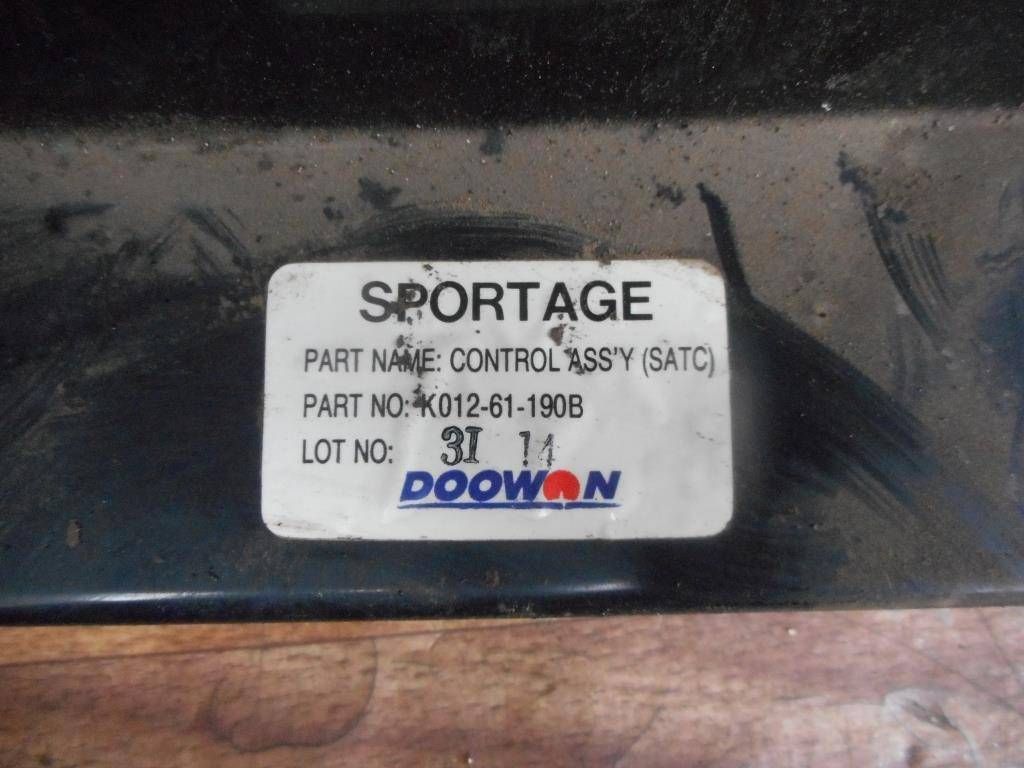 SPORTAGE
PART NAME: CONTROL ASS'Y (SATC)
PART NO: K012-61-190B
LOT NO: 3I 14
DOOWON